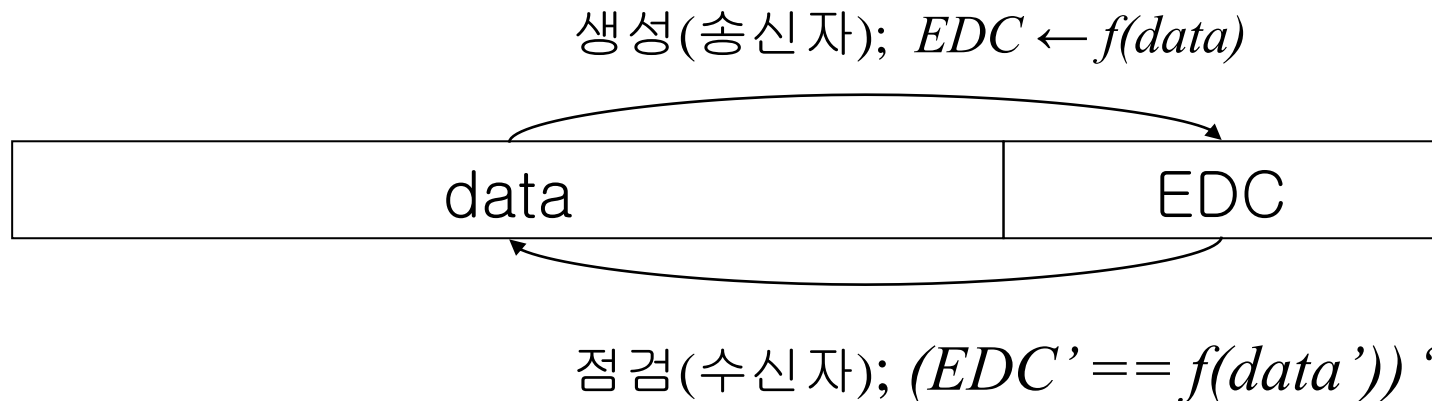 생성(송신자); EDC ← f(data)
data EDC
점검(수신자); (EDC’ == f(data’)) ‘